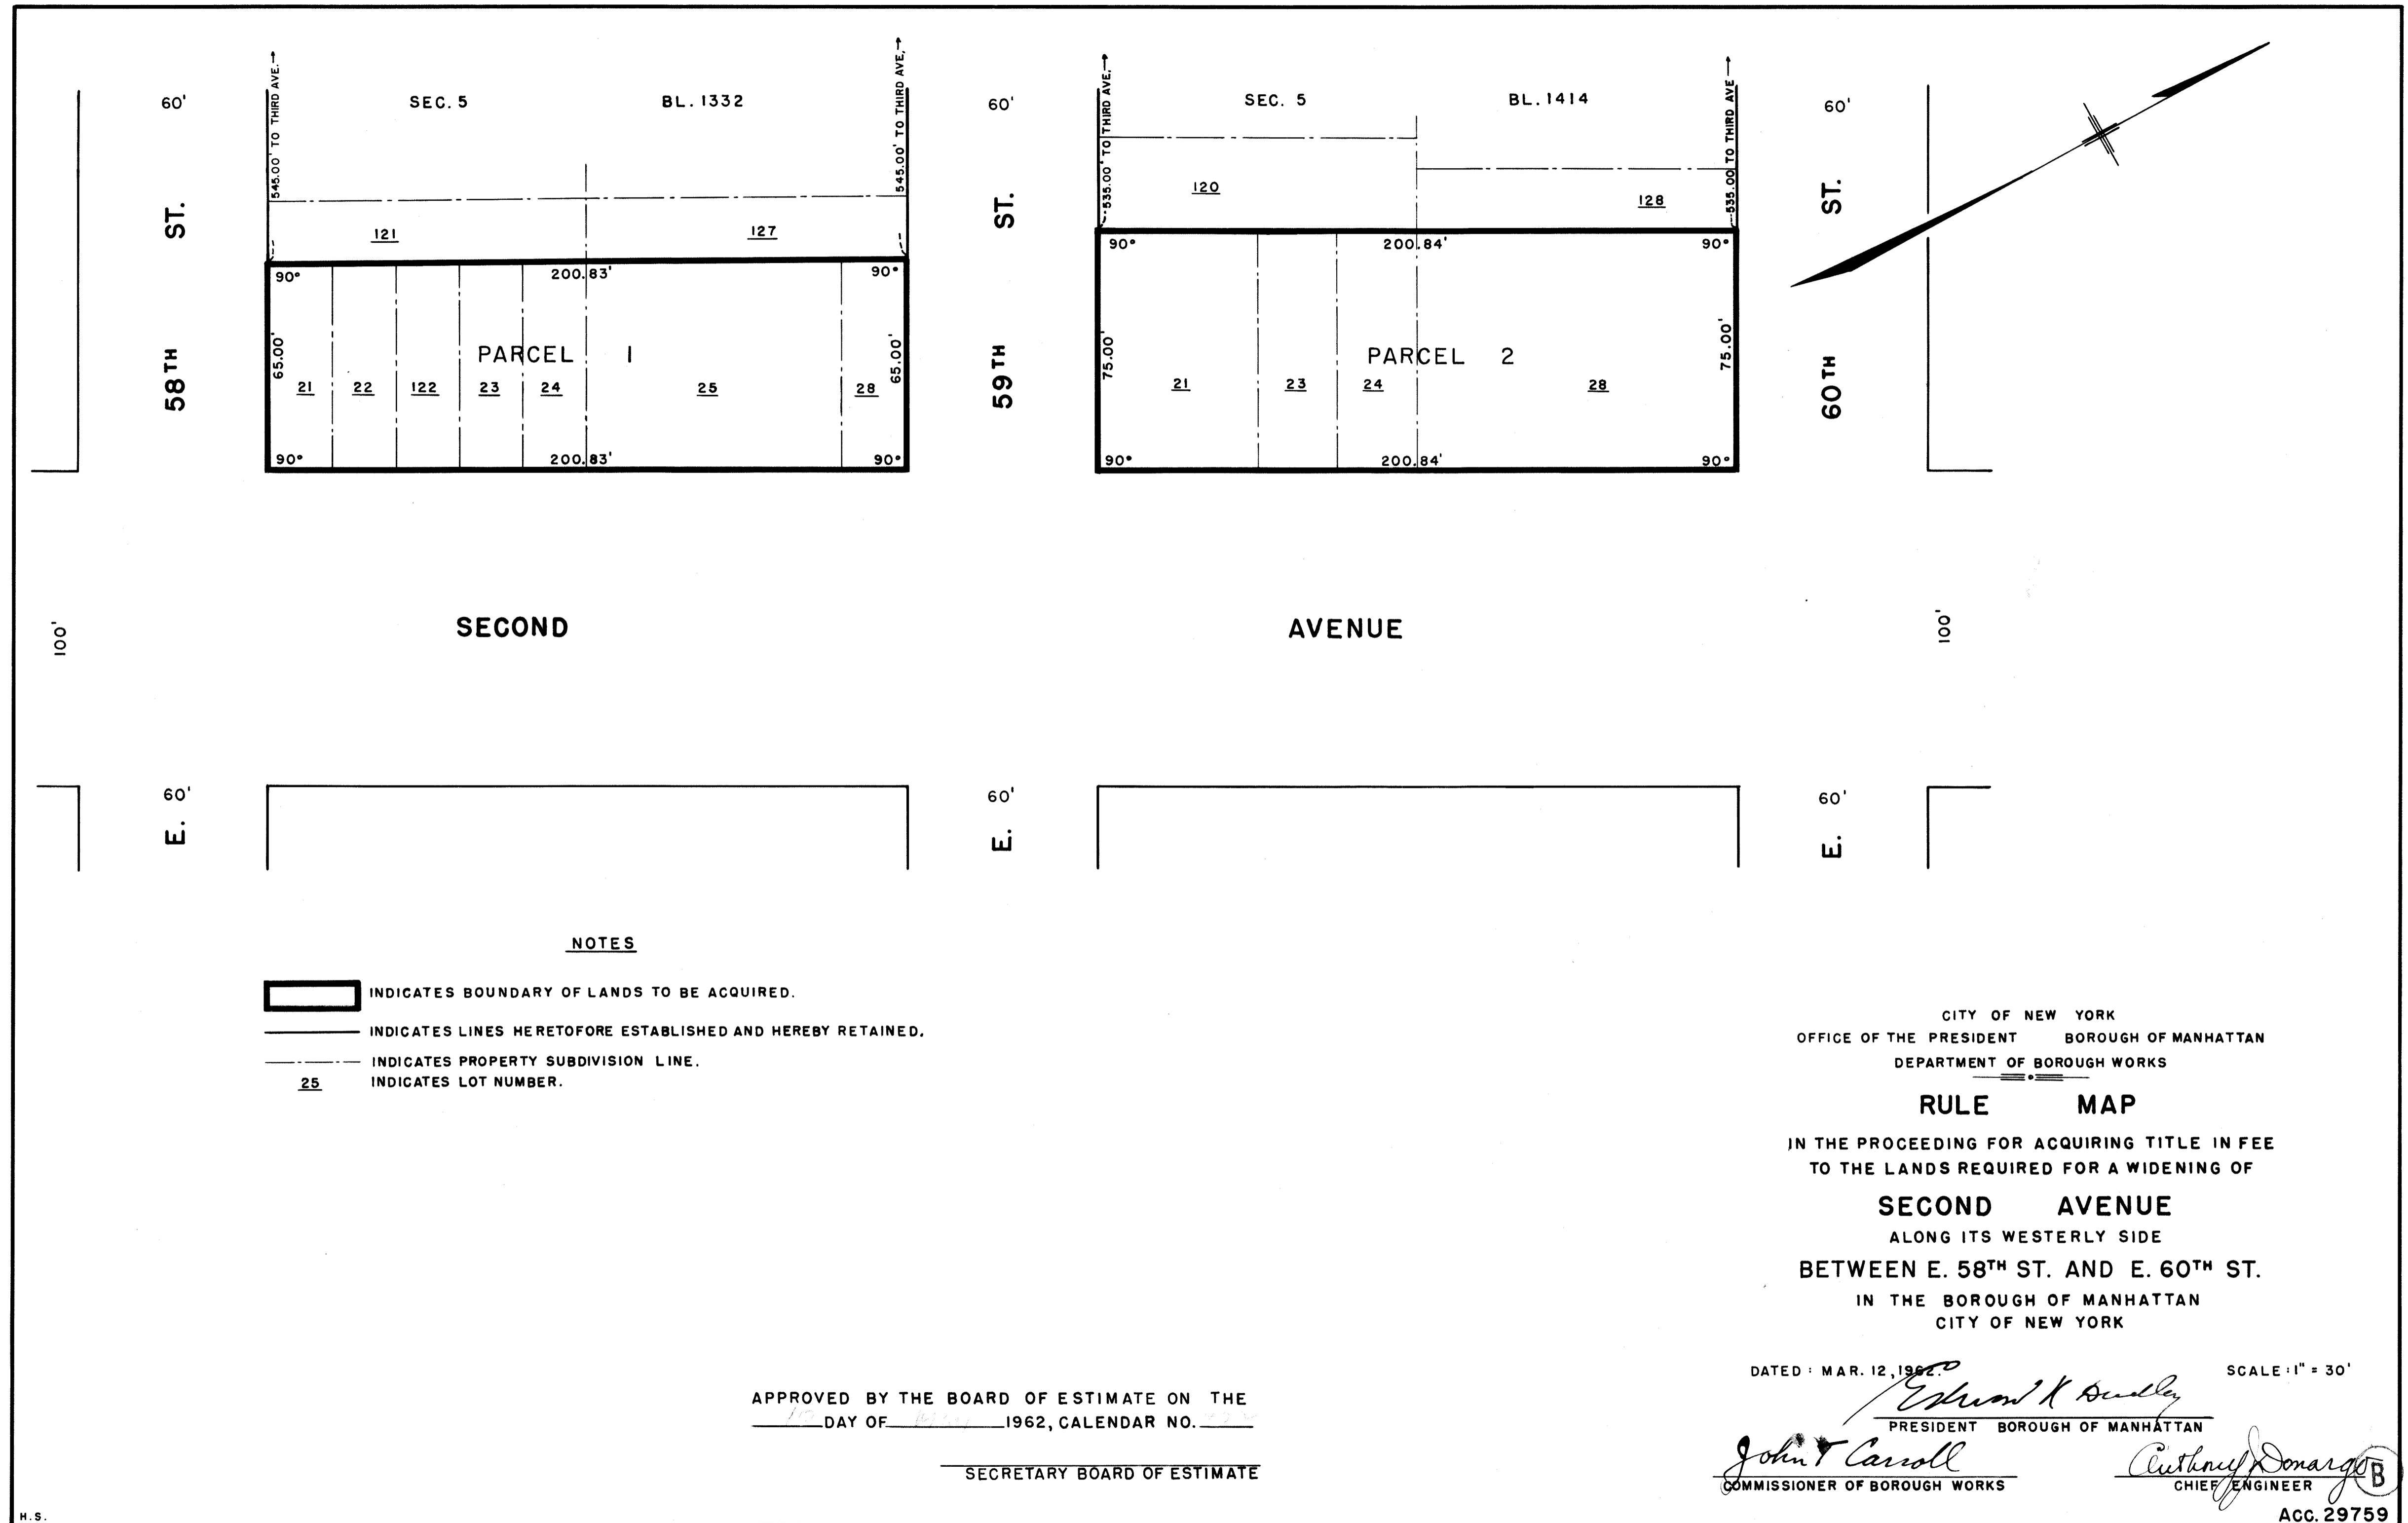 545.00' TO THIRD AVE.
545.00' TO THIRD AVE.
535.00' TO THIRD AVE.
535.00' TO THIRD AVE
60' SEC. 5 BL. 1332 60' SEC. 5 BL. 1414 60'
121 127 120 128
90° 200.83' 90° 90° 200.84' 90°
65.00' 65.00' 75.00' 75.00'
PARCEL 1 PARCEL 2
21 22 122 23 24 25 28 21 23 24 28
90° 200.83' 90° 90° 200.84' 90°
E. 58TH ST.
E. 59TH ST.
E. 60TH ST.
100' SECOND AVENUE 100'
60' 60' 60'
NOTES
INDICATES BOUNDARY OF LANDS TO BE ACQUIRED.
INDICATES LINES HERETOFORE ESTABLISHED AND HEREBY RETAINED.
INDICATES PROPERTY SUBDIVISION LINE.
25 INDICATES LOT NUMBER.
CITY OF NEW YORK
OFFICE OF THE PRESIDENT BOROUGH OF MANHATTAN
DEPARTMENT OF BOROUGH WORKS
RULE MAP
IN THE PROCEEDING FOR ACQUIRING TITLE IN FEE
TO THE LANDS REQUIRED FOR A WIDENING OF
SECOND AVENUE
ALONG ITS WESTERLY SIDE
BETWEEN E. 58TH ST. AND E. 60TH ST.
IN THE BOROUGH OF MANHATTAN
CITY OF NEW YORK
DATED : MAR. 12, 1962. SCALE : 1" = 30'
Edward R Dudley
PRESIDENT BOROUGH OF MANHATTAN
John T Carroll
COMMISSIONER OF BOROUGH WORKS
Anthony J Donargo
CHIEF ENGINEER
B
ACC. 29759
APPROVED BY THE BOARD OF ESTIMATE ON THE
DAY OF 1962, CALENDAR NO.
SECRETARY BOARD OF ESTIMATE
H.S.